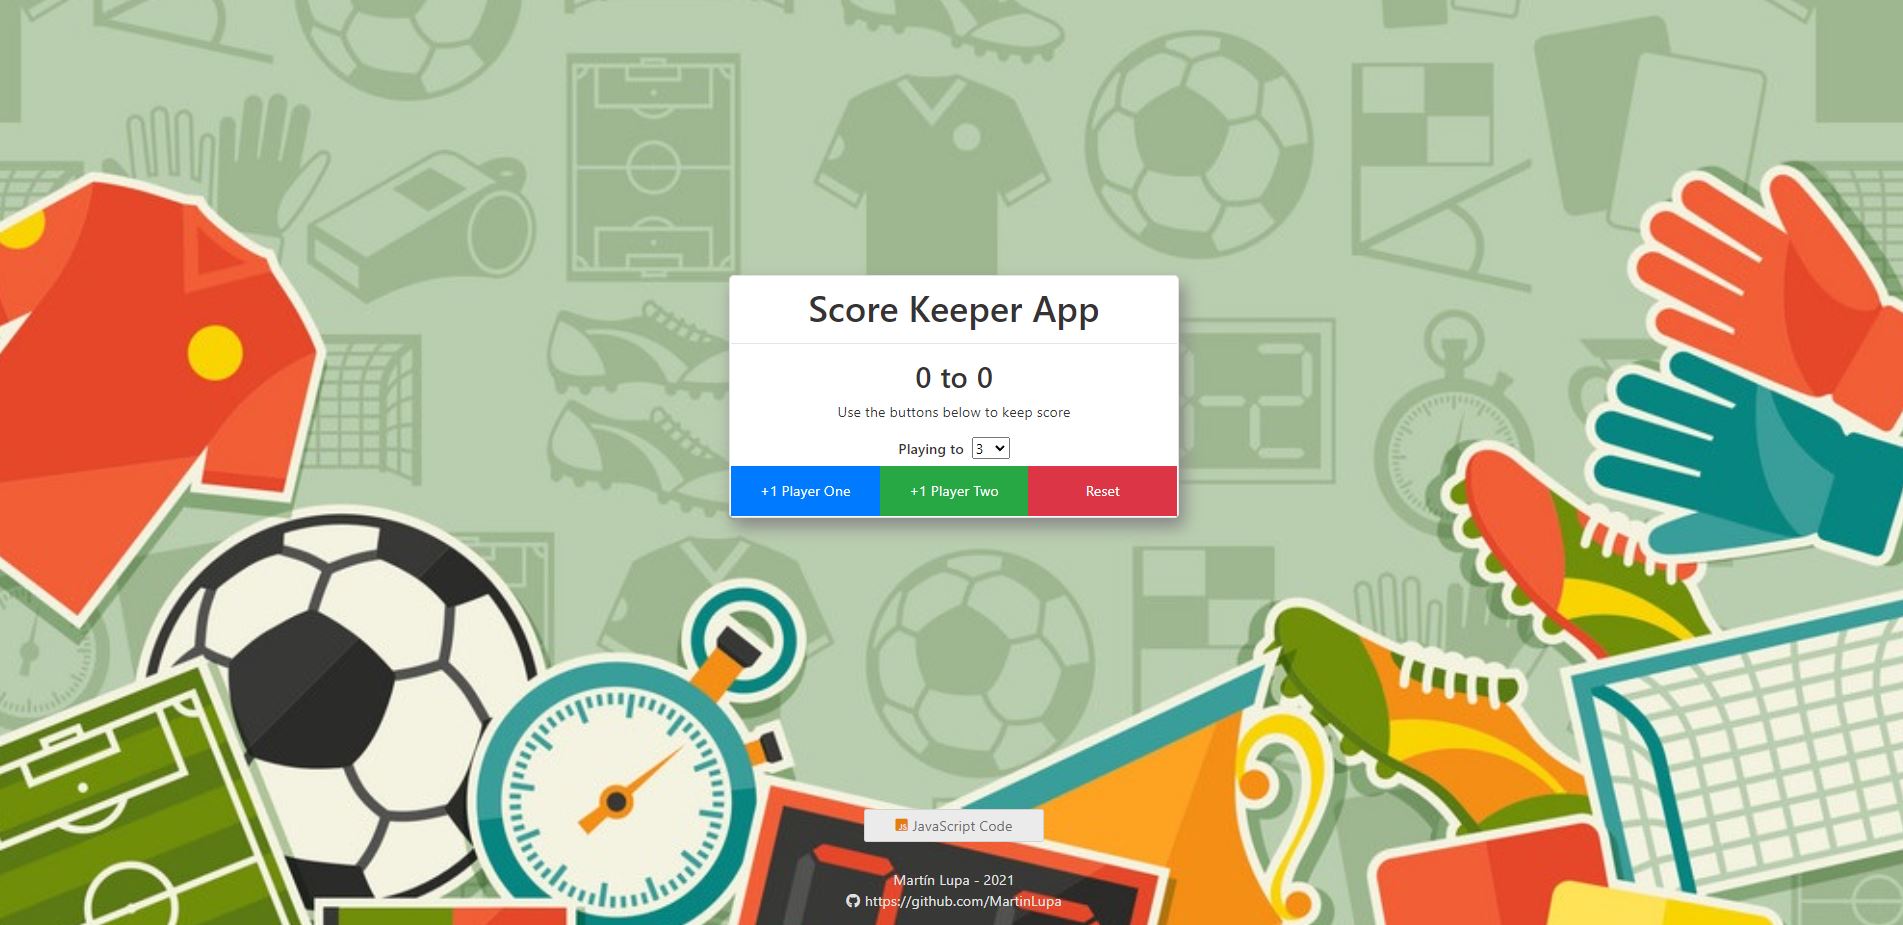 Score Keeper App
0 to 0
Use the buttons below to keep score
Playing to 3
+1 Player One +1 Player Two Reset
JS JavaScript Code
Martín Lupa - 2021
https://github.com/MartinLupa